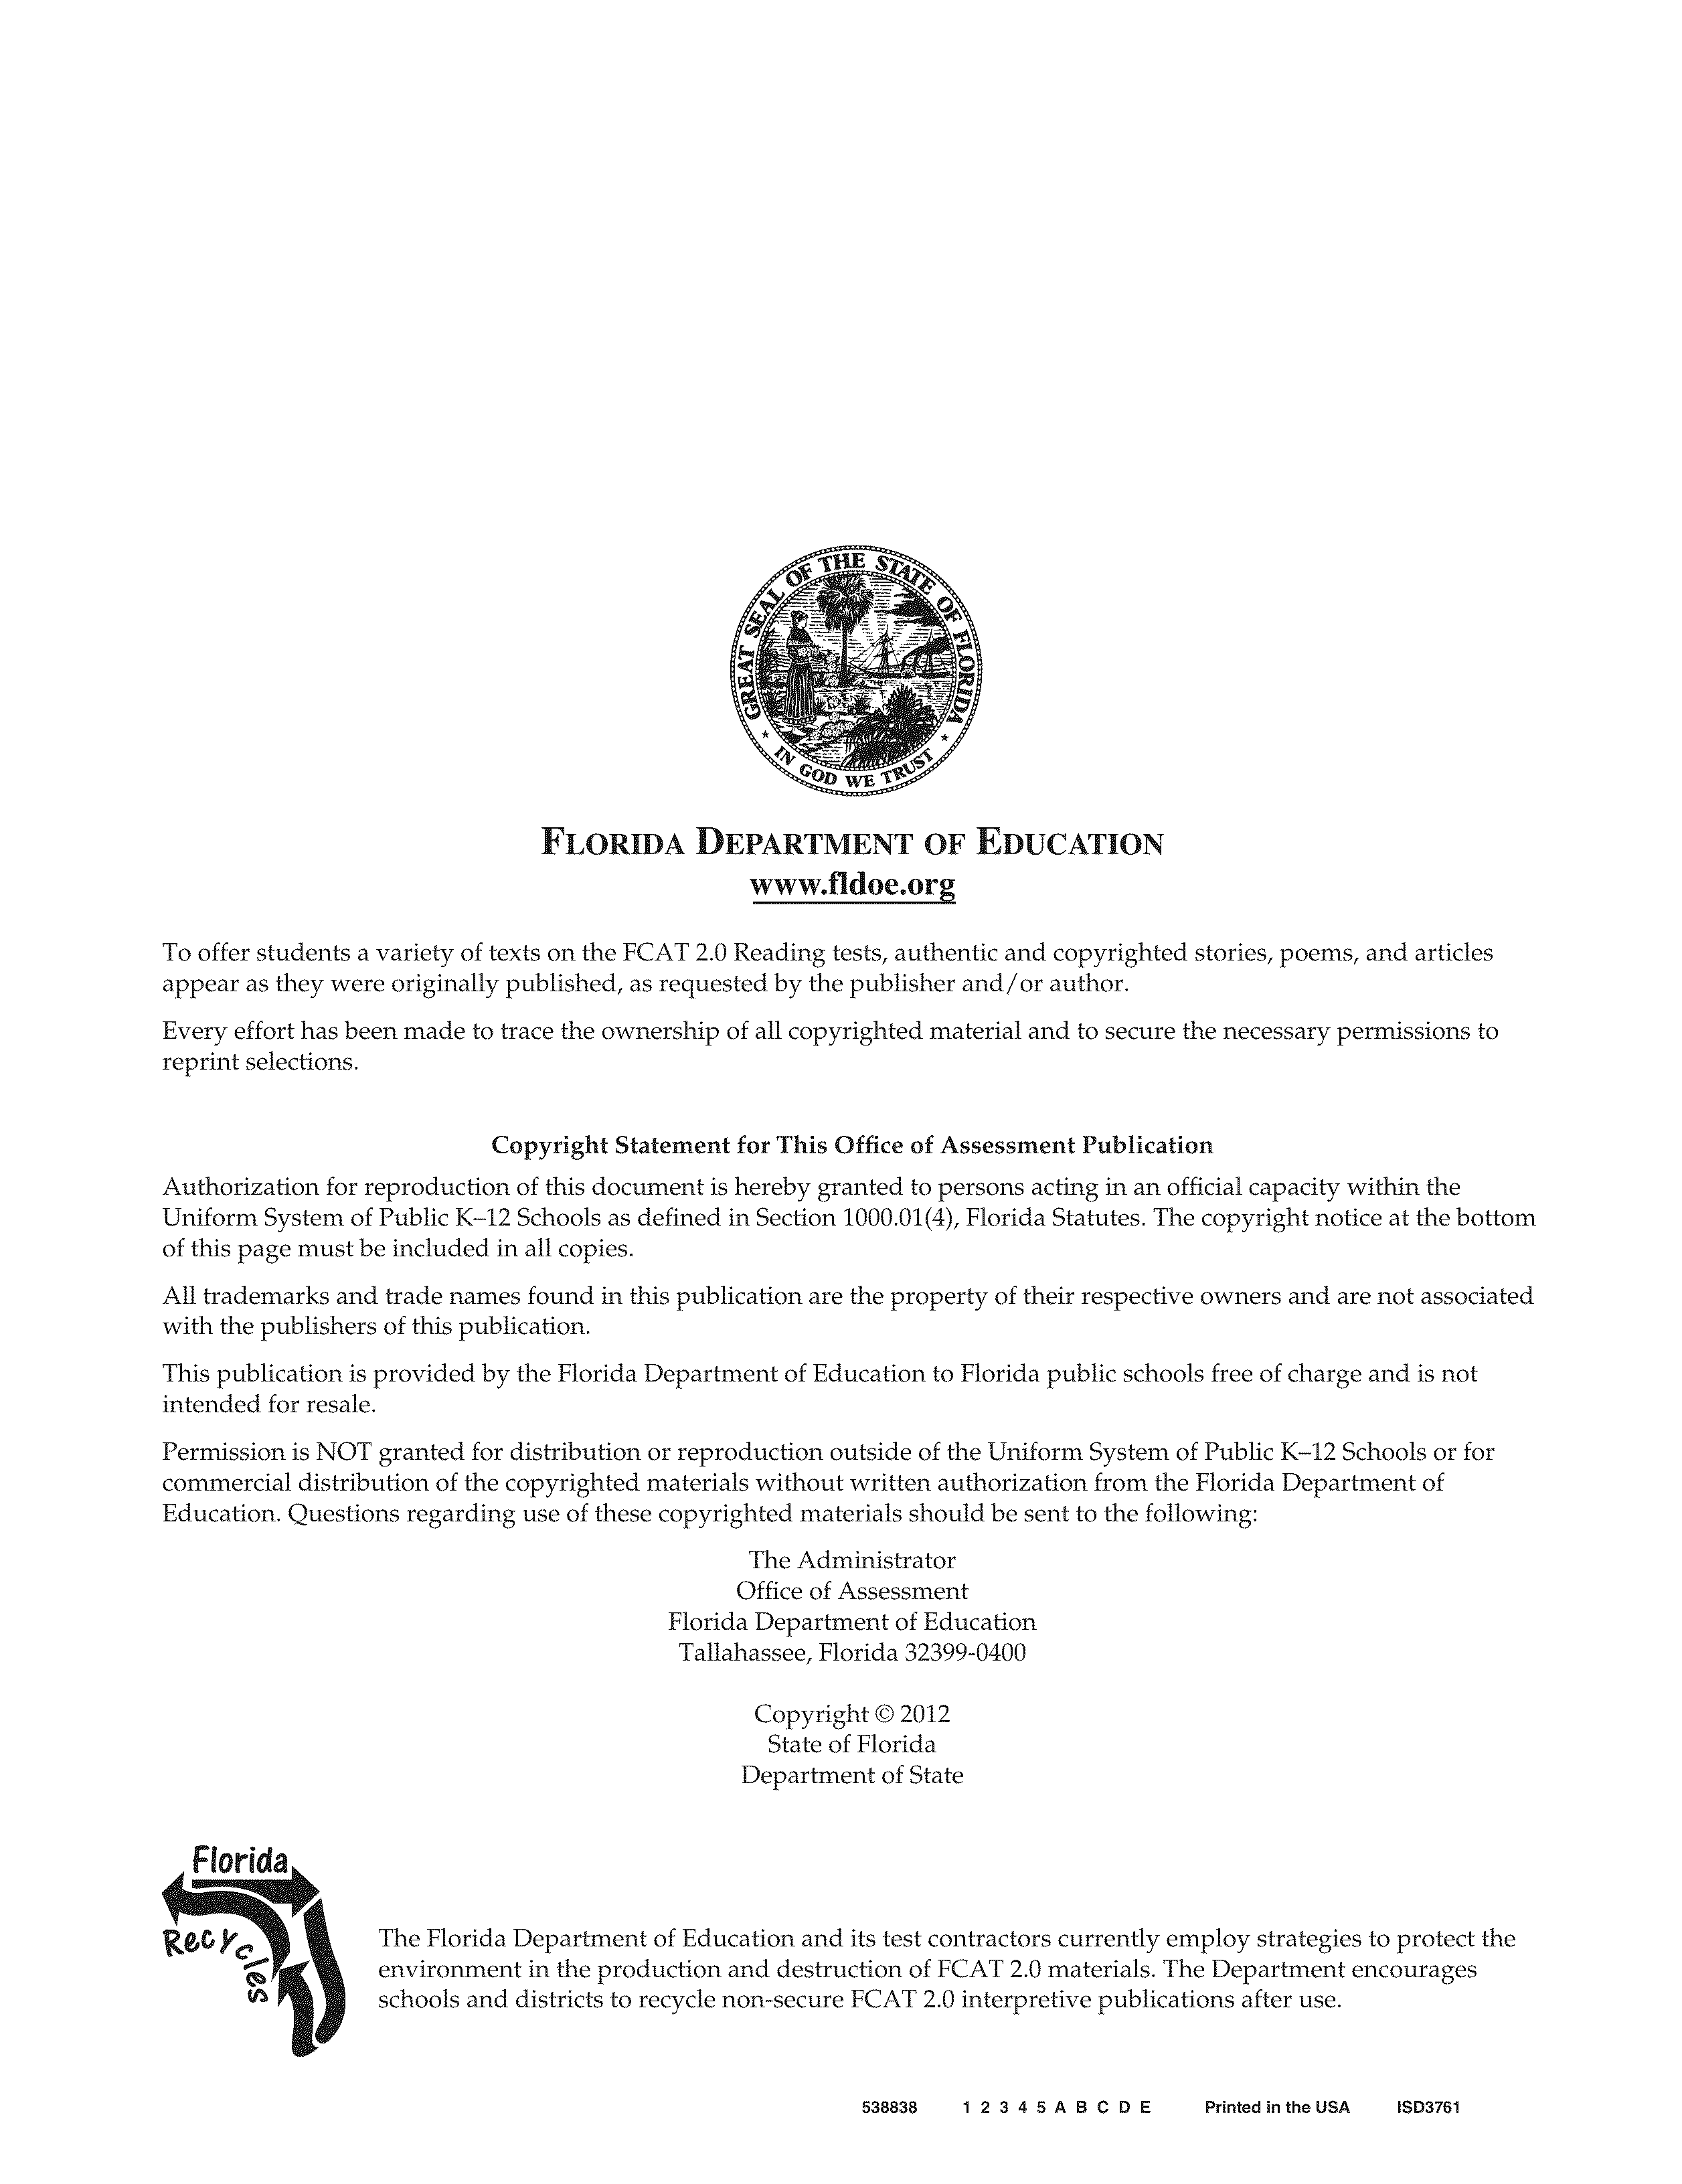 GREAT SEAL OF THE STATE OF FLORIDA
★ IN GOD WE TRUST ★
FLORIDA DEPARTMENT OF EDUCATION
www.fldoe.org
To offer students a variety of texts on the FCAT 2.0 Reading tests, authentic and copyrighted stories, poems, and articles
appear as they were originally published, as requested by the publisher and/or author.
Every effort has been made to trace the ownership of all copyrighted material and to secure the necessary permissions to
reprint selections.
Copyright Statement for This Office of Assessment Publication
Authorization for reproduction of this document is hereby granted to persons acting in an official capacity within the
Uniform System of Public K–12 Schools as defined in Section 1000.01(4), Florida Statutes. The copyright notice at the bottom
of this page must be included in all copies.
All trademarks and trade names found in this publication are the property of their respective owners and are not associated
with the publishers of this publication.
This publication is provided by the Florida Department of Education to Florida public schools free of charge and is not
intended for resale.
Permission is NOT granted for distribution or reproduction outside of the Uniform System of Public K–12 Schools or for
commercial distribution of the copyrighted materials without written authorization from the Florida Department of
Education. Questions regarding use of these copyrighted materials should be sent to the following:
The Administrator
Office of Assessment
Florida Department of Education
Tallahassee, Florida 32399-0400
Copyright © 2012
State of Florida
Department of State
Florida
Recycles
The Florida Department of Education and its test contractors currently employ strategies to protect the
environment in the production and destruction of FCAT 2.0 materials. The Department encourages
schools and districts to recycle non-secure FCAT 2.0 interpretive publications after use.
538838 1 2 3 4 5 A B C D E Printed in the USA ISD3761